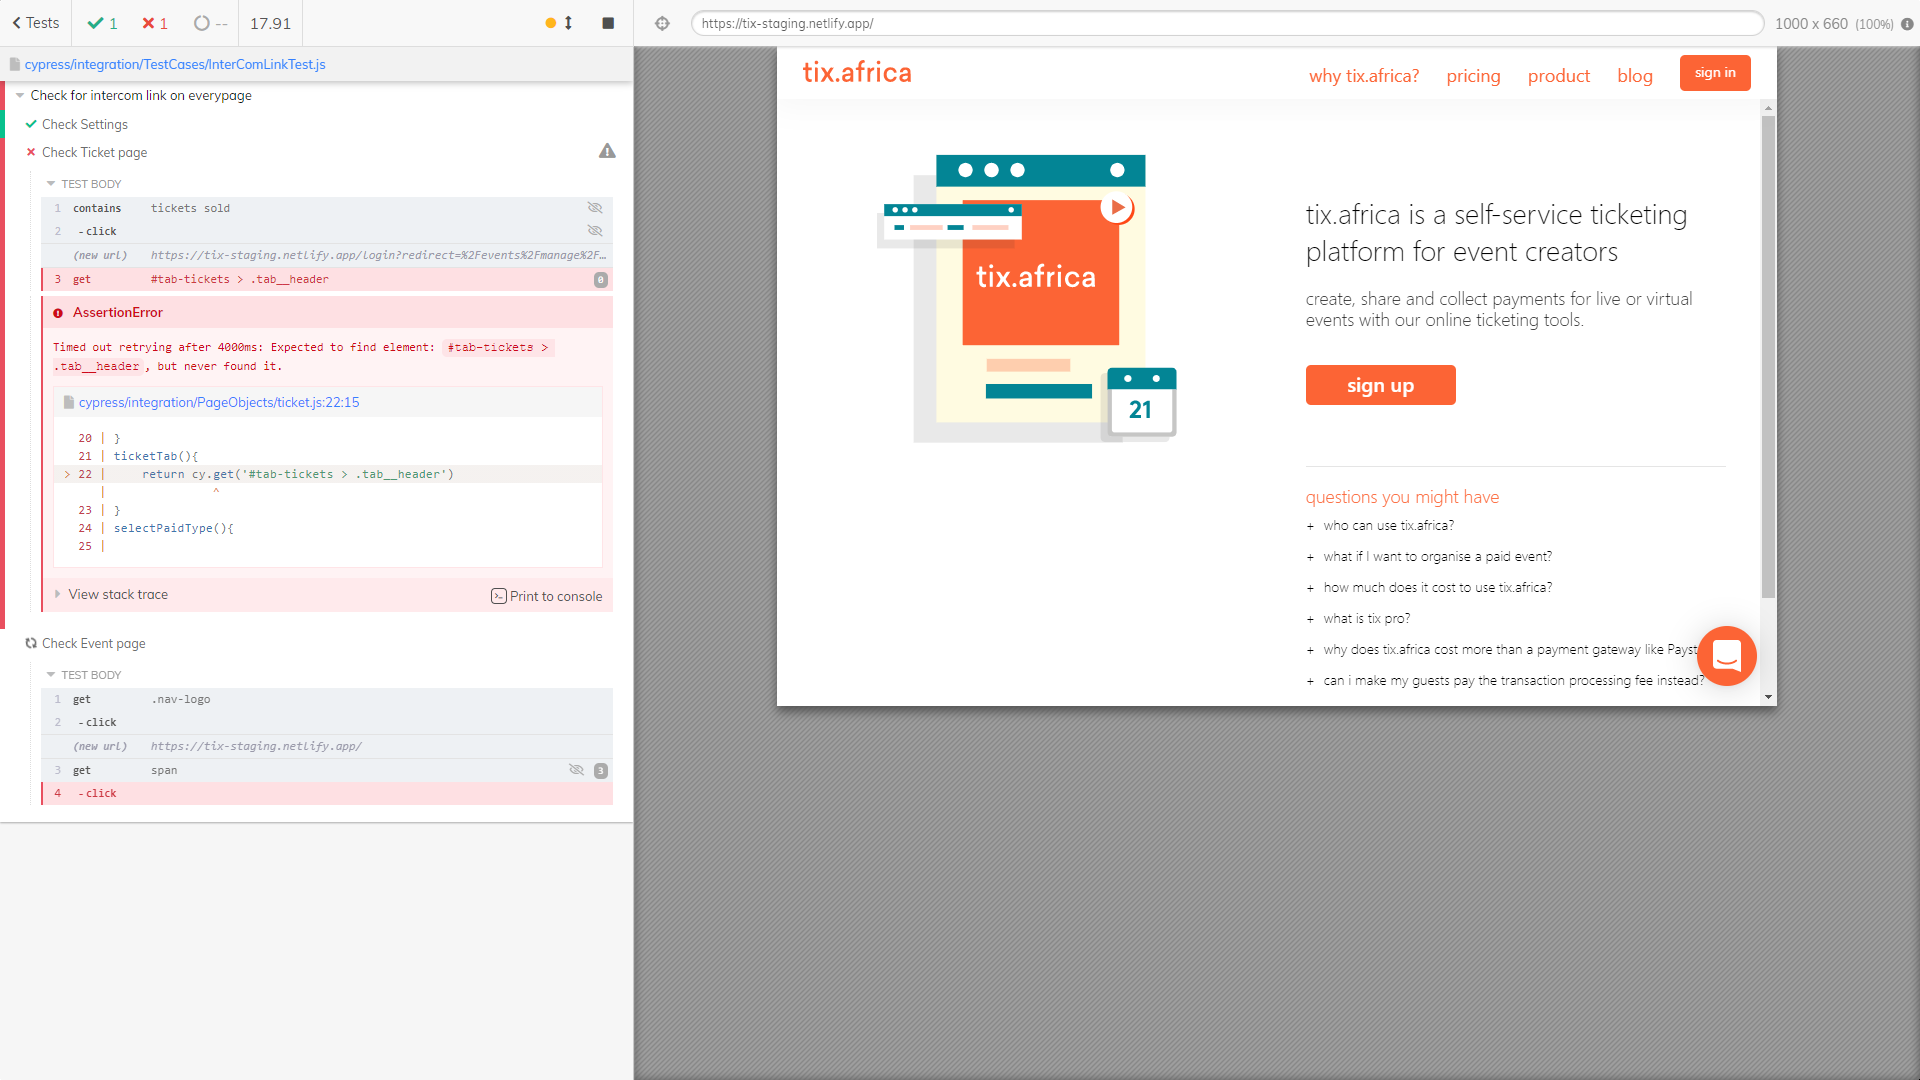 Tests
1
1
--
17.91
https://tix-staging.netlify.app/
1000 x 660 (100%)
cypress/integration/TestCases/InterComLinkTest.js
Check for intercom link on everypage
Check Settings
Check Ticket page
TEST BODY
1 contains tickets sold
2 -click
(new url) https://tix-staging.netlify.app/login?redirect=%2Fevents%2Fmanage%2F…
3 get #tab-tickets > .tab__header 0
AssertionError
Timed out retrying after 4000ms: Expected to find element: #tab-tickets >
.tab__header, but never found it.
cypress/integration/PageObjects/ticket.js:22:15
20 | }
21 | ticketTab(){
> 22 | return cy.get('#tab-tickets > .tab__header')
| ^
23 | }
24 | selectPaidType(){
25 |
View stack trace
Print to console
Check Event page
TEST BODY
1 get .nav-logo
2 -click
(new url) https://tix-staging.netlify.app/
3 get span 3
4 -click
tix.africa
why tix.africa?
pricing
product
blog
sign in
tix.africa
21
tix.africa is a self-service ticketing
platform for event creators
create, share and collect payments for live or virtual
events with our online ticketing tools.
sign up
questions you might have
+ who can use tix.africa?
+ what if I want to organise a paid event?
+ how much does it cost to use tix.africa?
+ what is tix pro?
+ why does tix.africa cost more than a payment gateway like Payst
+ can i make my guests pay the transaction processing fee instead?